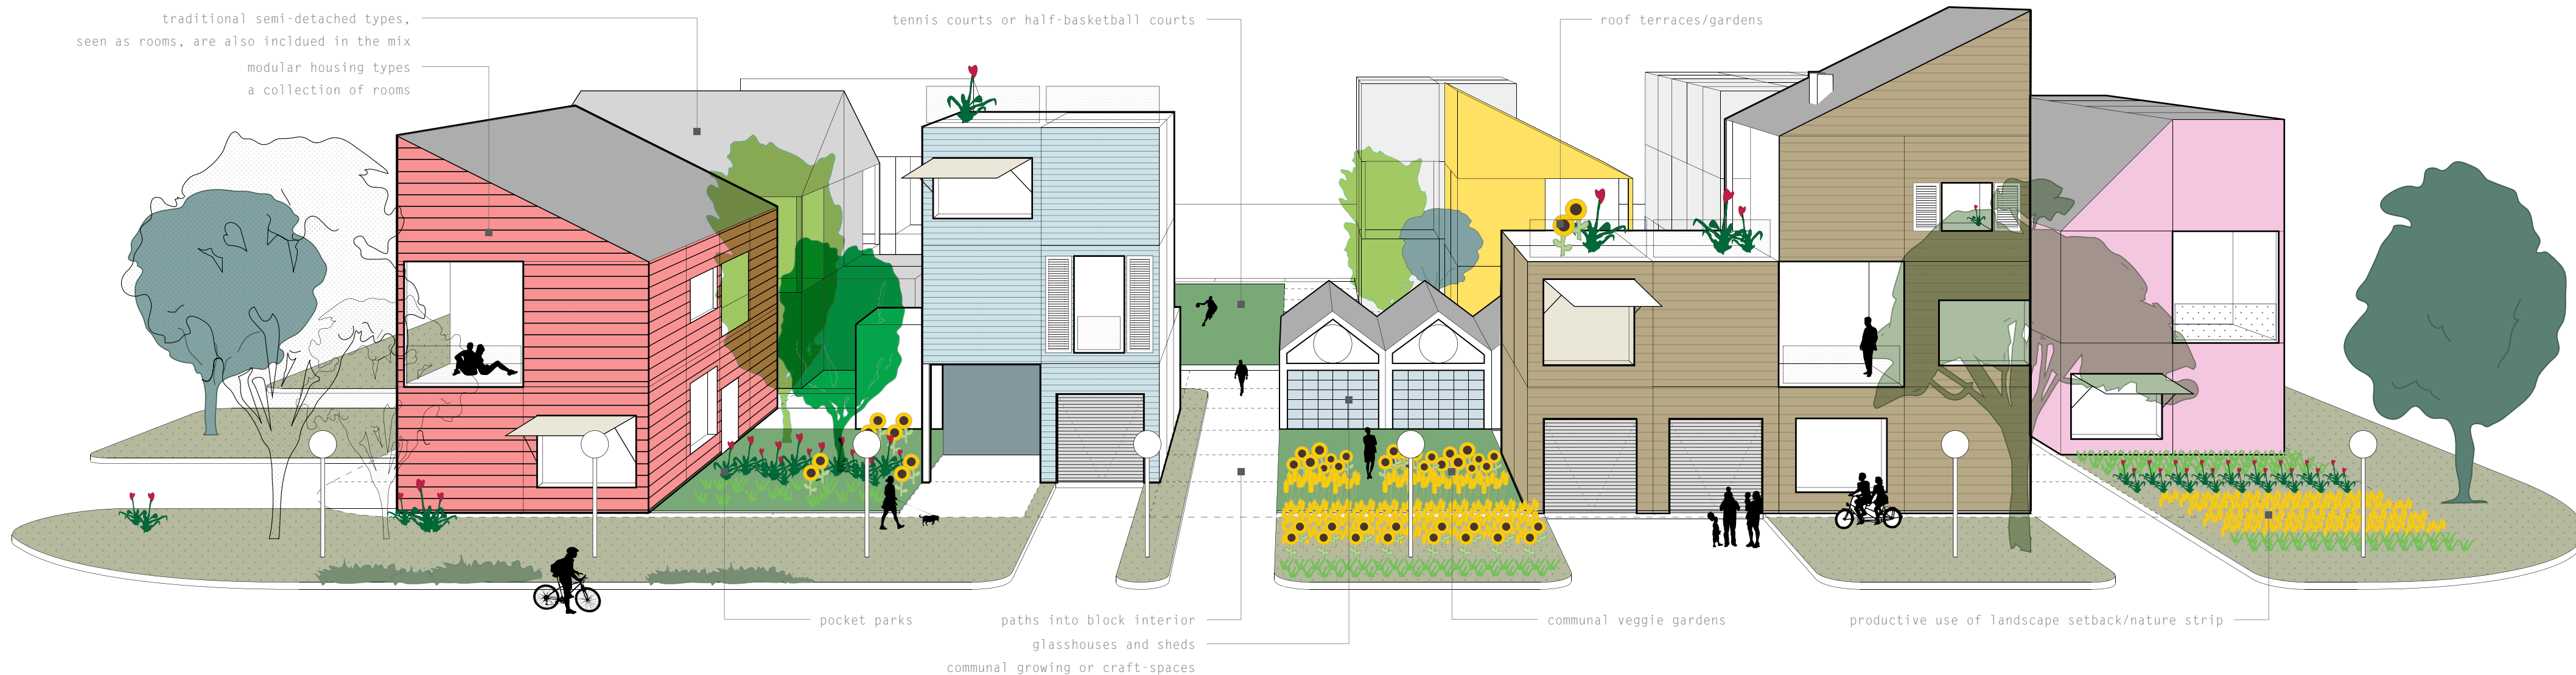 traditional semi-detached types,
seen as rooms, are also incldued in the mix
modular housing types
a collection of rooms
tennis courts or half-basketball courts
roof terraces/gardens
pocket parks
paths into block interior
glasshouses and sheds
communal growing or craft-spaces
communal veggie gardens
productive use of landscape setback/nature strip